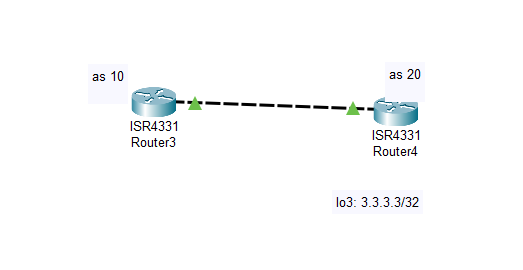 as 10
as 20
ISR4331
Router3
ISR4331
Router4
lo3: 3.3.3.3/32